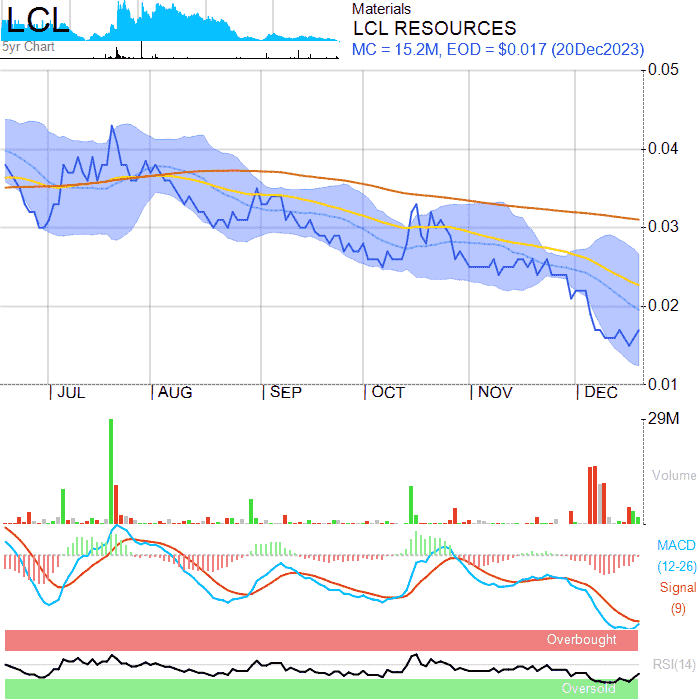 LCL
5yr Chart
Materials
LCL RESOURCES
MC = 15.2M, EOD = $0.017 (20Dec2023)
0.05
0.04
0.03
0.02
0.01
JUL AUG SEP OCT NOV DEC
29M
Volume
MACD
(12-26)
Signal
(9)
Overbought
RSI(14)
Oversold